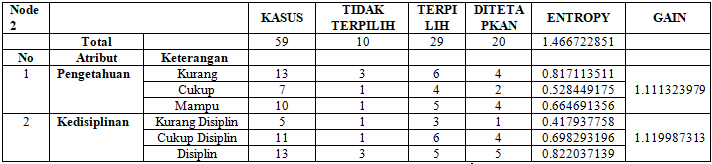 Node 2 KASUS TIDAK TERPILIH TERPI LIH DITETA PKAN ENTROPY GAIN
Total 59 10 29 20 1.466722851
No Atribut Keterangan
1 Pengetahuan Kurang 13 3 6 4 0.817113511 1.111323979
Cukup 7 1 4 2 0.528449175
Mampu 10 1 5 4 0.664691356
2 Kedisiplinan Kurang Disiplin 5 1 3 1 0.417937758 1.119987313
Cukup Disiplin 11 1 6 4 0.698293196
Disiplin 13 3 5 5 0.822037139